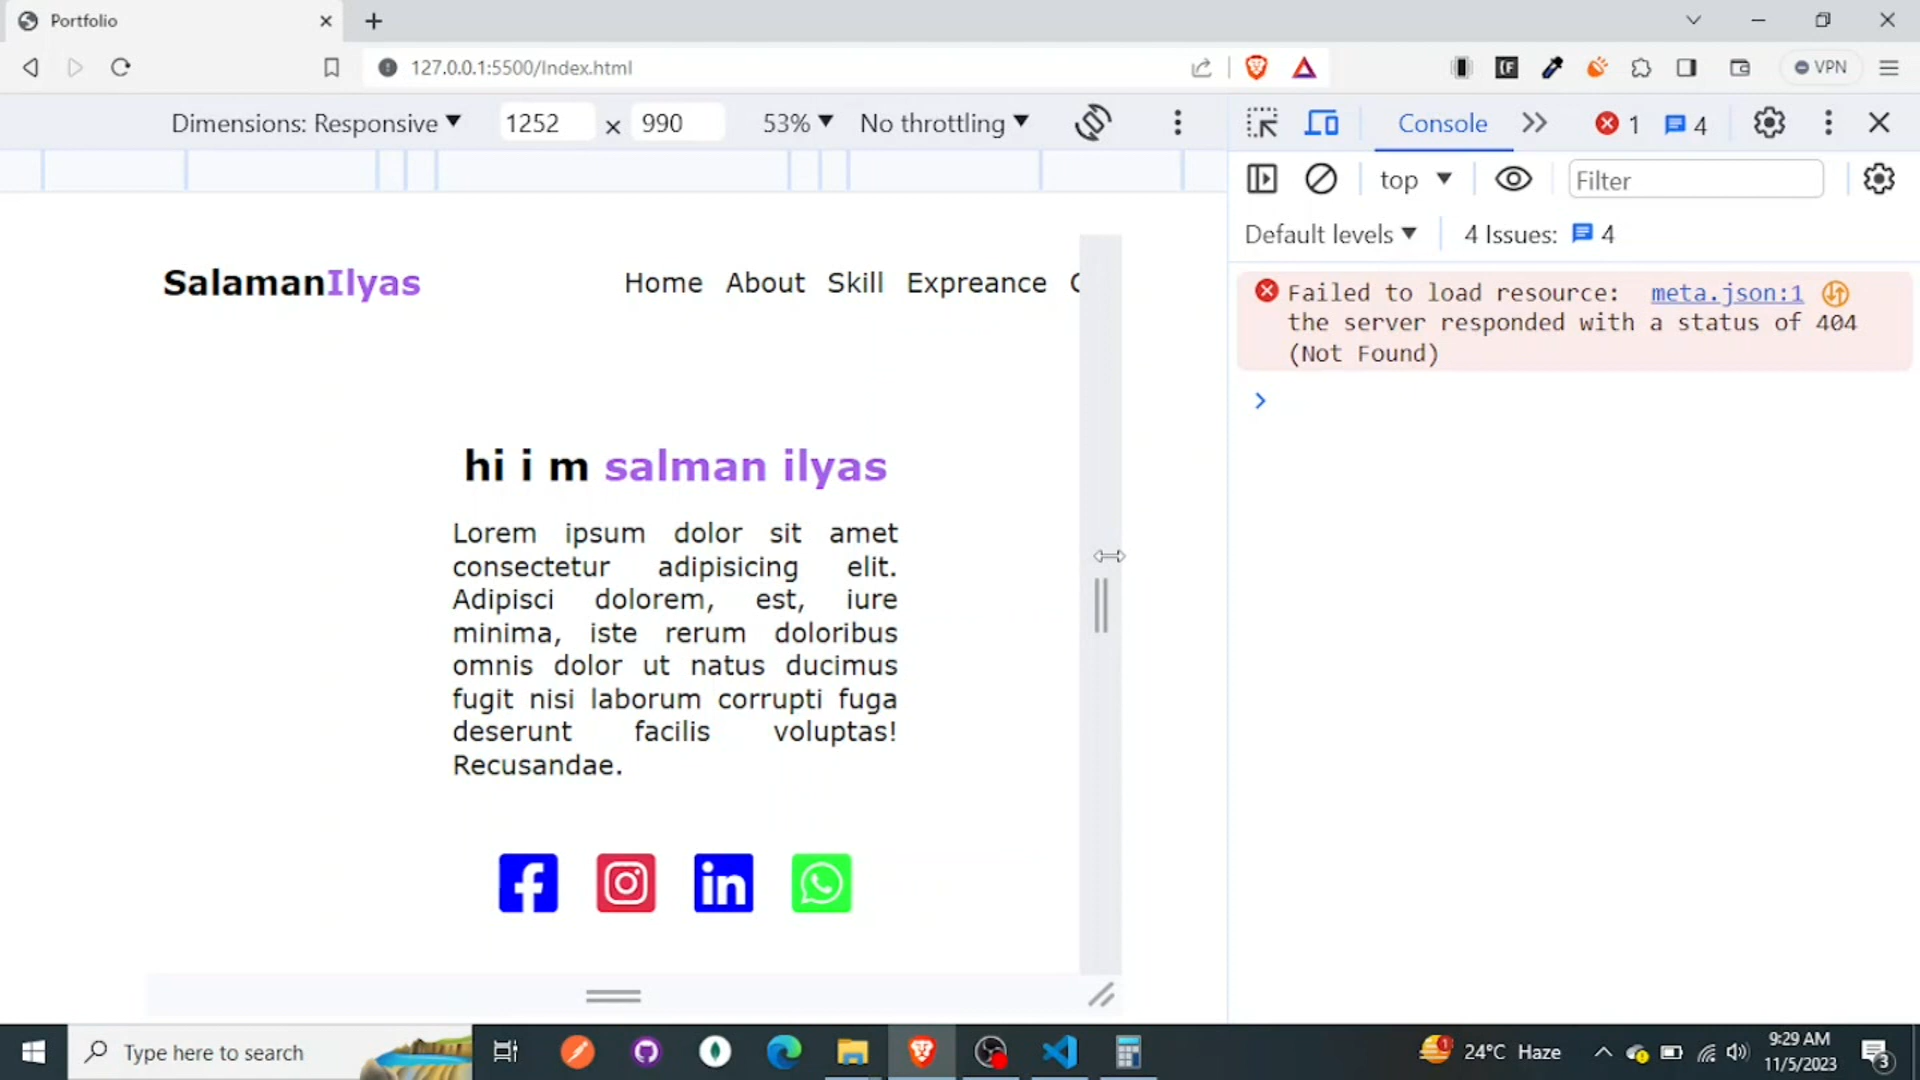 Portfolio
127.0.0.1:5500/Index.html
VPN
Dimensions: Responsive 1252 x 990 53% No throttling
Console 1 4
top Filter
Default levels 4 Issues: 4
Failed to load resource: meta.json:1
the server responded with a status of 404
(Not Found)
SalamanIlyas Home About Skill Expreance
hi i m salman ilyas
Lorem ipsum dolor sit amet
consectetur adipisicing elit.
Adipisci dolorem, est, iure
minima, iste rerum doloribus
omnis dolor ut natus ducimus
fugit nisi laborum corrupti fuga
deserunt facilis voluptas!
Recusandae.
Type here to search
1
24°C Haze
9:29 AM
11/5/2023
3